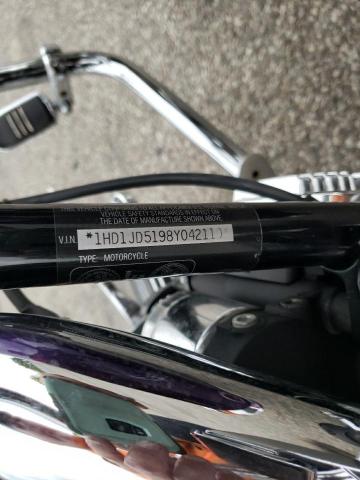 VEHICLE SAFETY STANDARDS IN EFFECT ON
THE DATE OF MANUFACTURE SHOWN ABOVE.
V.I.N. *1HD1JD5198Y04211
TYPE: MOTORCYCLE